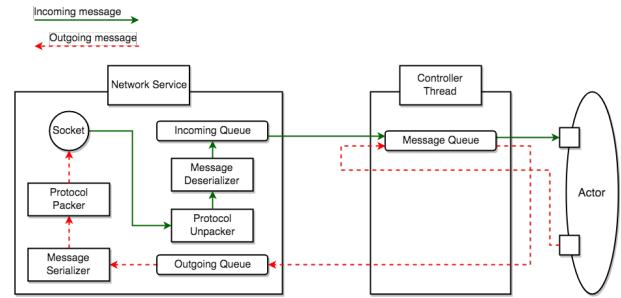 Incoming message
Outgoing message
Network Service
Controller
Thread
Socket
Incoming Queue
Message Queue
Message
Deserializer
Actor
Protocol
Packer
Protocol
Unpacker
Message
Serializer
Outgoing Queue